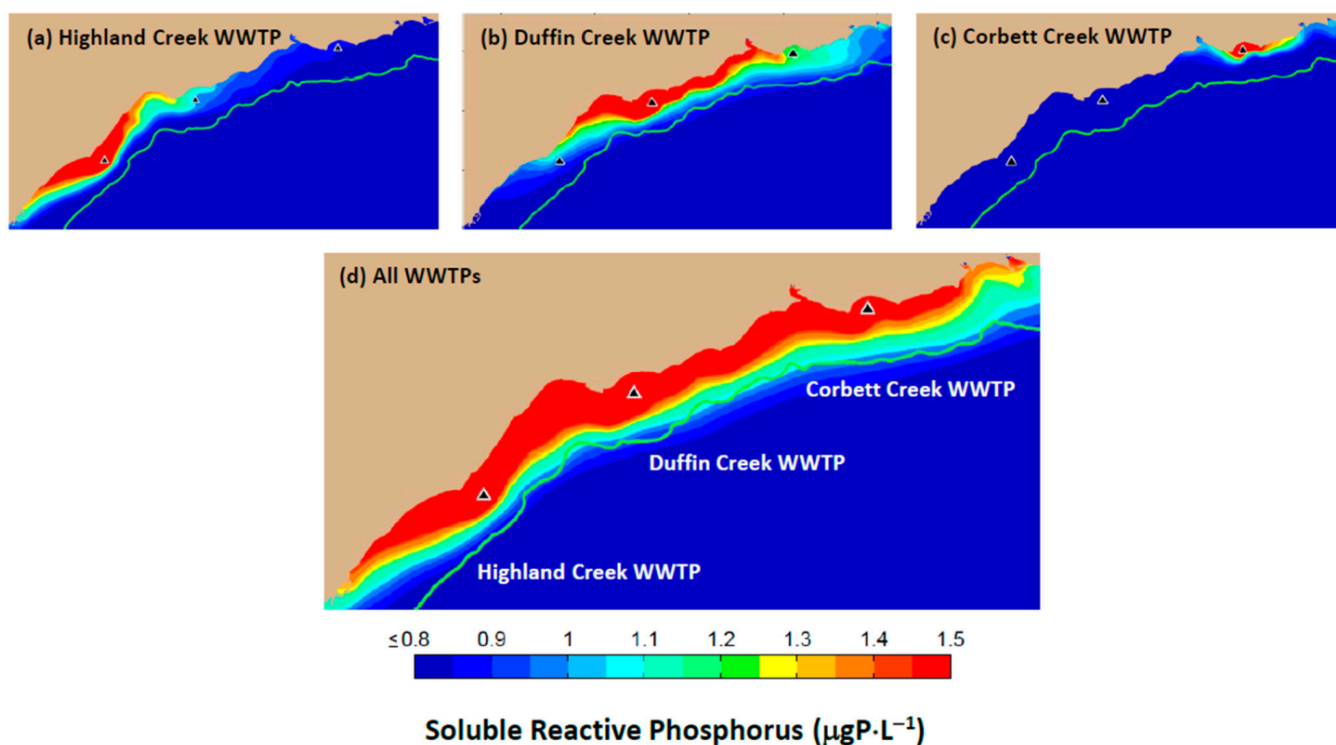 (a) Highland Creek WWTP
(b) Duffin Creek WWTP
(c) Corbett Creek WWTP
(d) All WWTPs
Corbett Creek WWTP
Duffin Creek WWTP
Highland Creek WWTP
≤0.8 0.9 1 1.1 1.2 1.3 1.4 1.5
Soluble Reactive Phosphorus (μgP·L⁻¹)